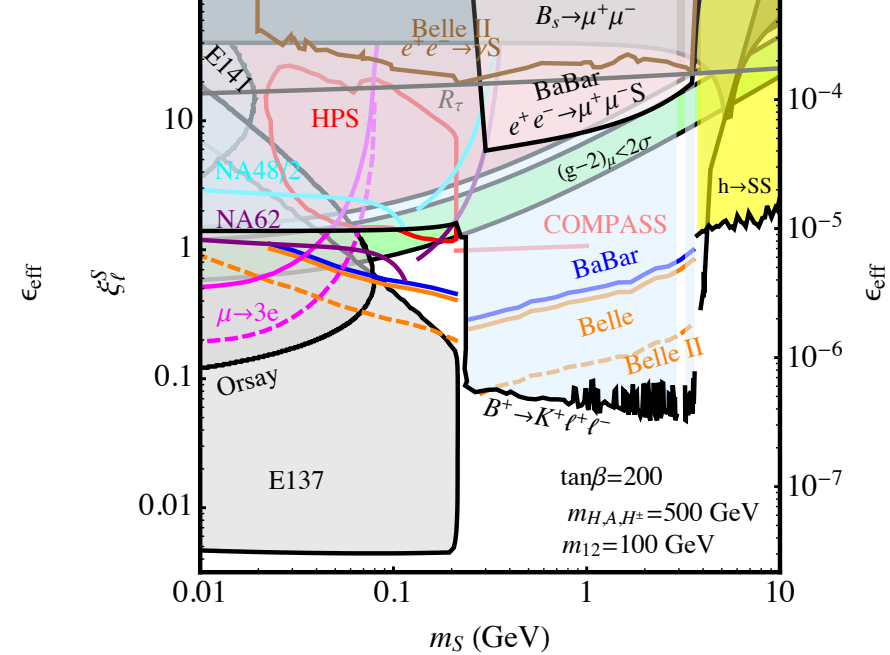 B_s→μ⁺μ⁻
Belle II
e⁺e⁻→γS
E141
BaBar
e⁺e⁻→μ⁺μ⁻S
R_τ
HPS
10
10⁻⁴
(g−2)_μ<2σ
NA48/2
h→SS
NA62
COMPASS
10⁻⁵
1
BaBar
ϵ_eff
ξ_ℓ^S
ϵ_eff
μ→3e
Belle
Belle II
10⁻⁶
0.1
Orsay
B⁺→K⁺ℓ⁺ℓ⁻
E137
tanβ=200
10⁻⁷
0.01
m_{H,A,H^±}=500 GeV
m₁₂=100 GeV
0.01
0.1
1
10
m_S (GeV)